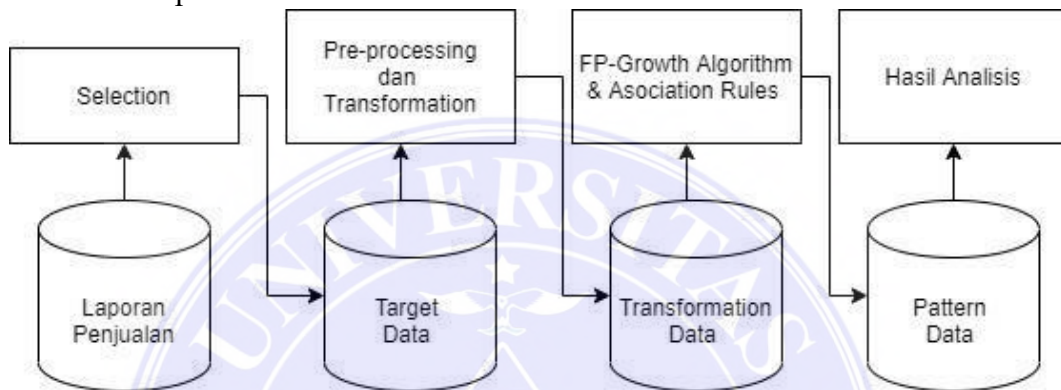 Selection
Pre-processing
dan
Transformation
FP-Growth Algorithm
& Asociation Rules
Hasil Analisis
Laporan
Penjualan
Target
Data
Transformation
Data
Pattern
Data
UNIVERSITAS